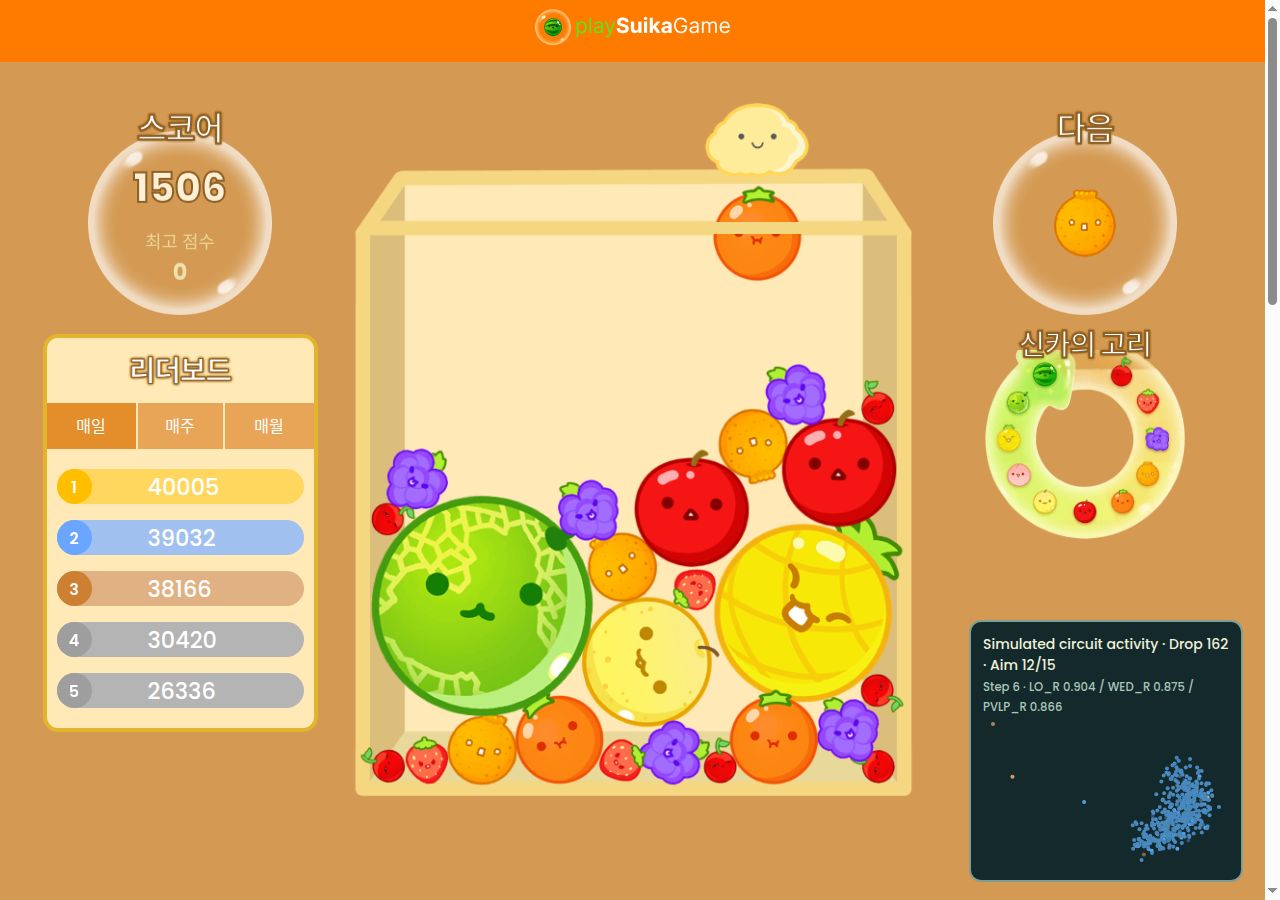 playSuikaGame
스코어
1506
최고 점수
0
다음
리더보드
매일 매주 매월
1 40005
2 39032
3 38166
4 30420
5 26336
신카의 고리
Simulated circuit activity · Drop 162
· Aim 12/15
Step 6 · LO_R 0.904 / WED_R 0.875 /
PVLP_R 0.866